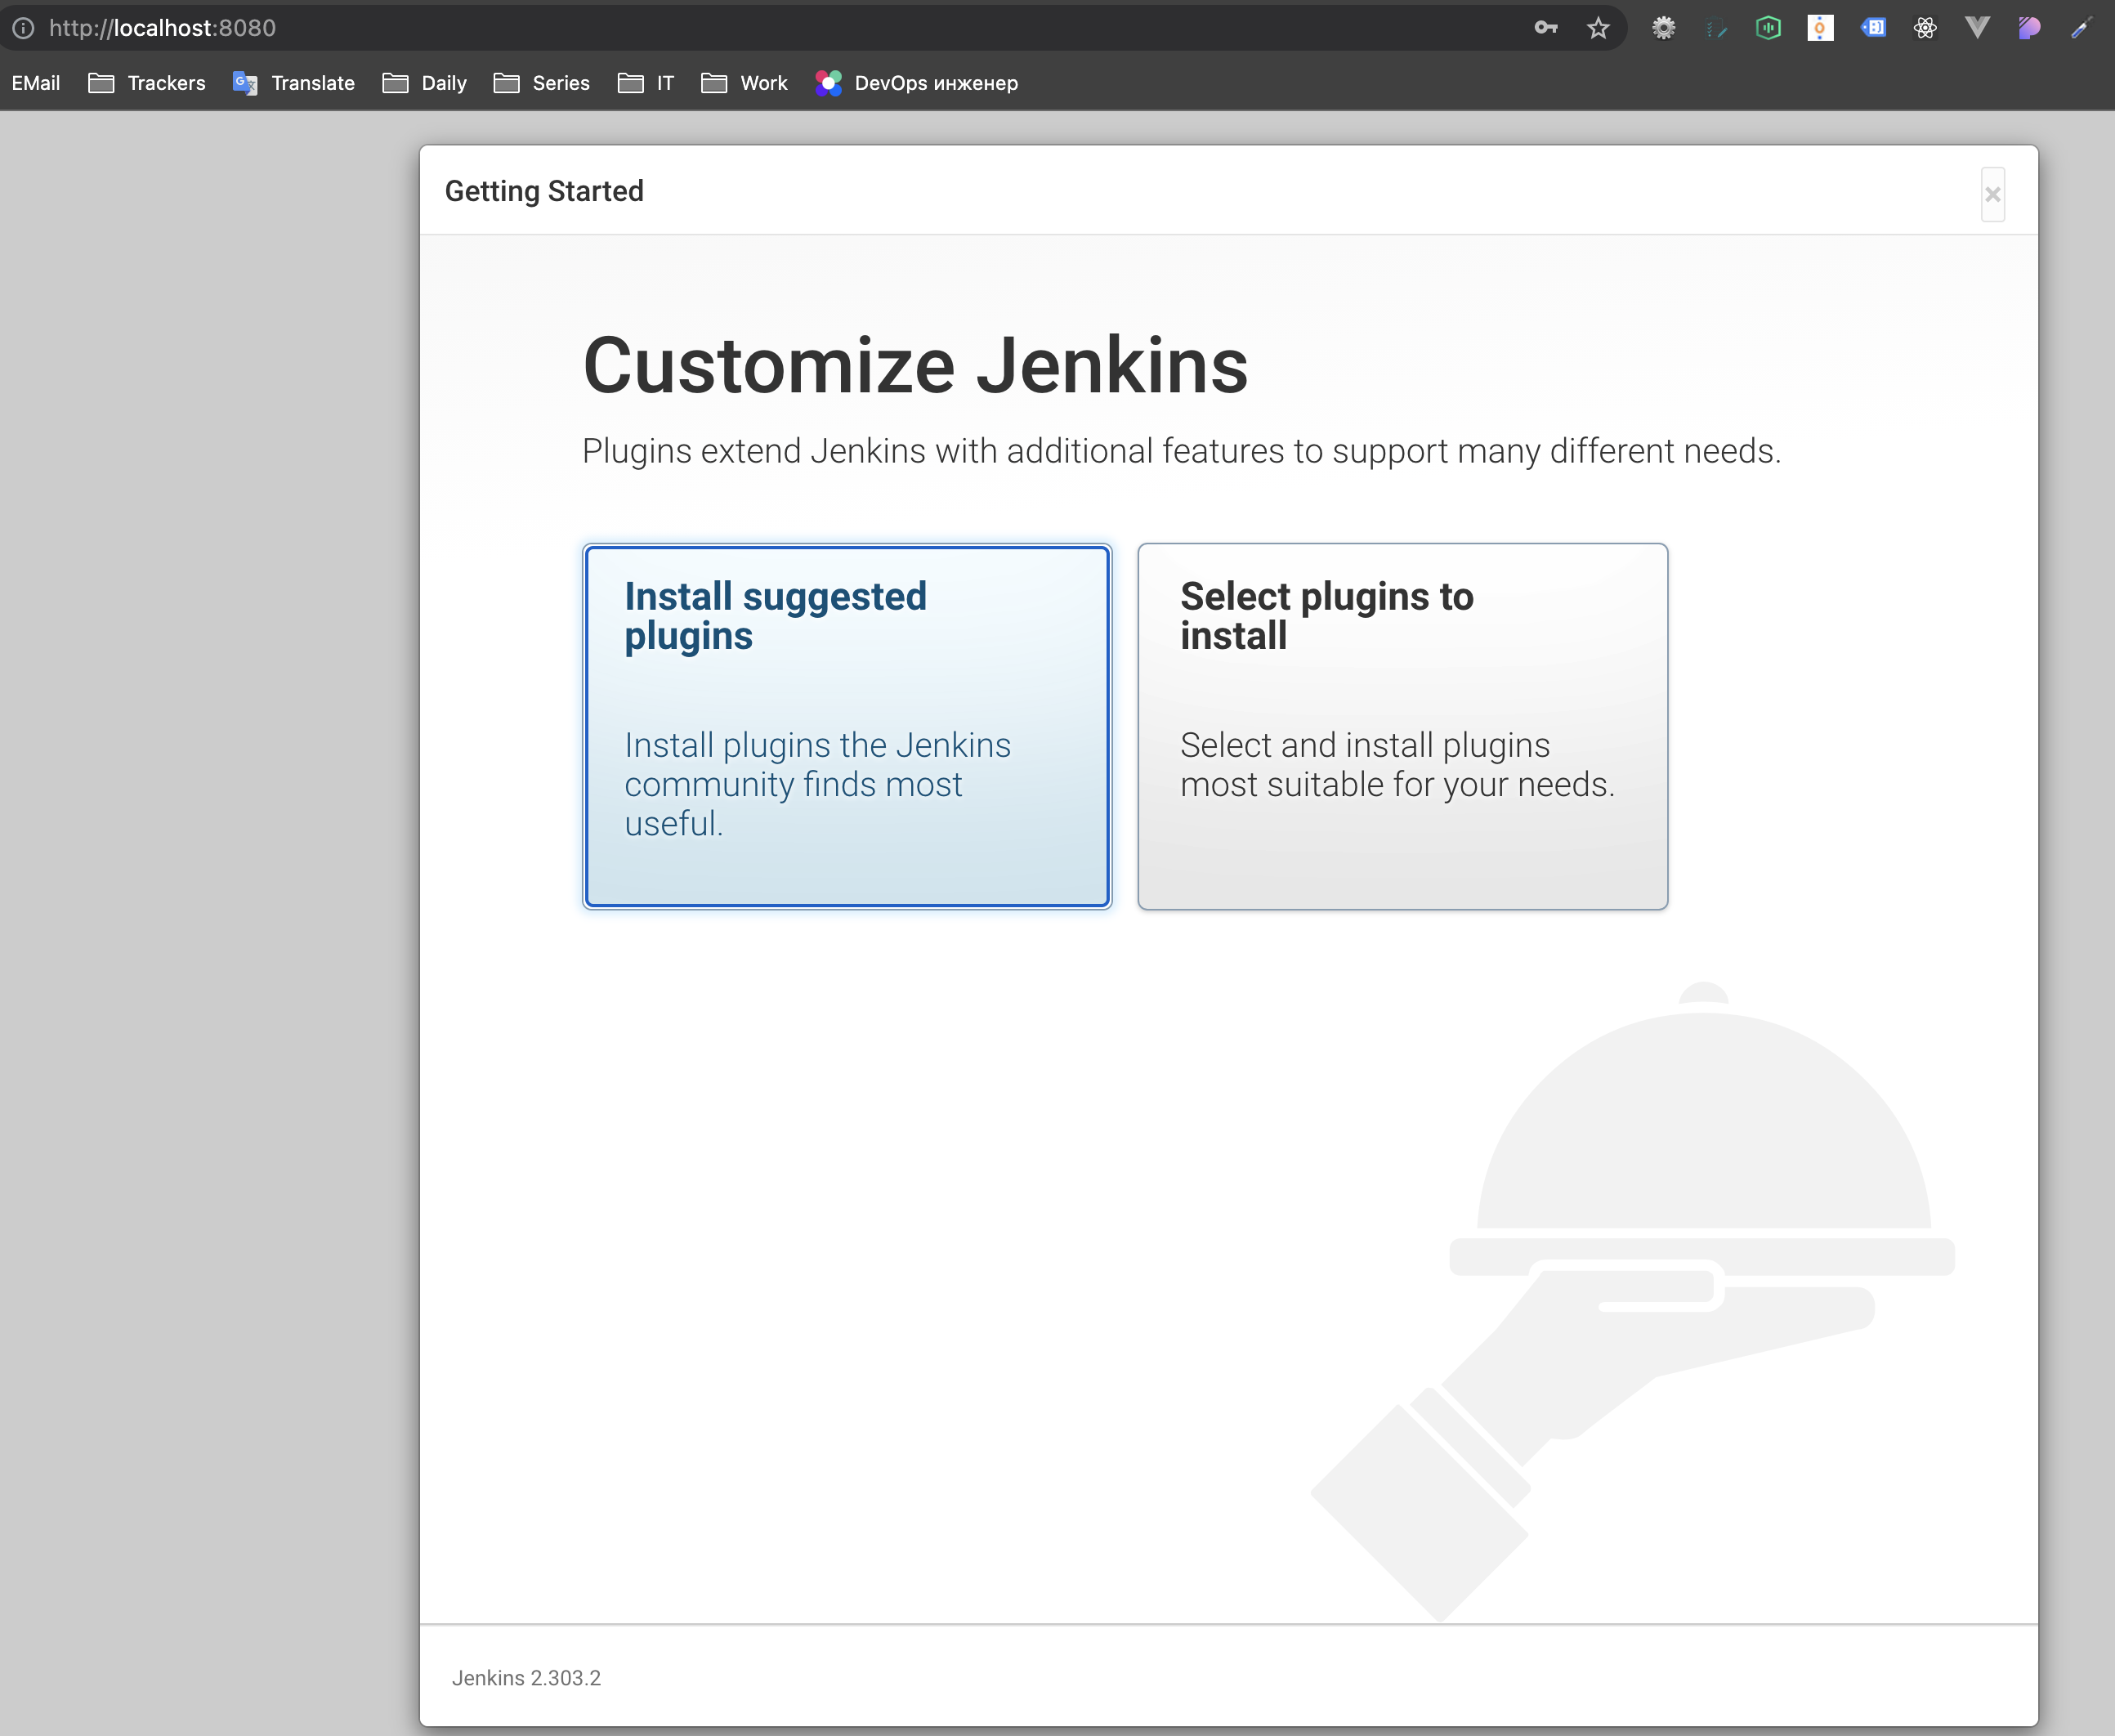 http://localhost:8080
EMail Trackers Translate Daily Series IT Work DevOps инженер
Getting Started
Customize Jenkins
Plugins extend Jenkins with additional features to support many different needs.
Install suggested
plugins
Install plugins the Jenkins
community finds most
useful.
Select plugins to
install
Select and install plugins
most suitable for your needs.
Jenkins 2.303.2